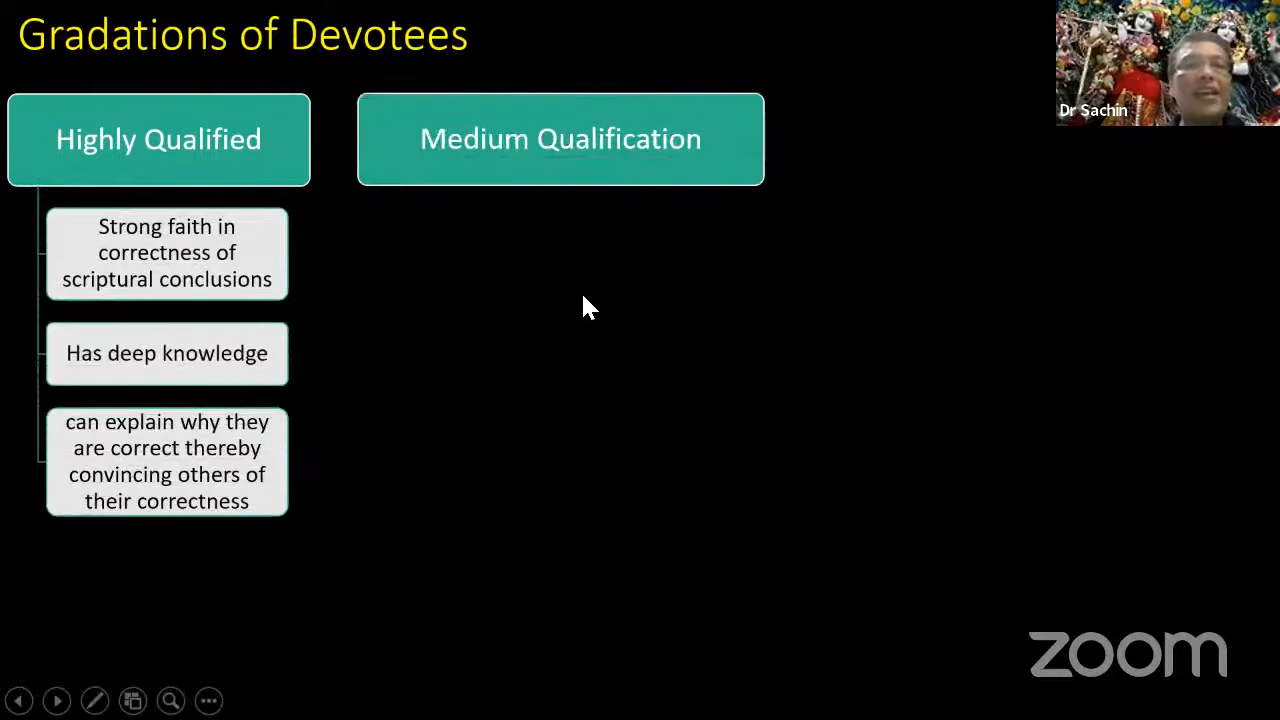 Gradations of Devotees
Dr Sachin
Highly Qualified
Medium Qualification
Strong faith in
correctness of
scriptural conclusions
Has deep knowledge
can explain why they
are correct thereby
convincing others of
their correctness
zoom